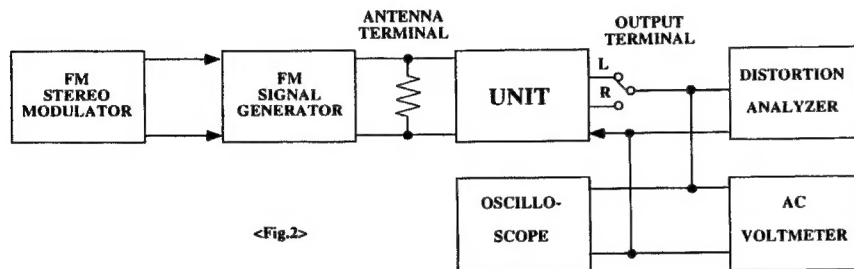 ANTENNA
TERMINAL
OUTPUT
TERMINAL
FM
STEREO
MODULATOR
FM
SIGNAL
GENERATOR
UNIT
L
R
DISTORTION
ANALYZER
OSCILLO-
SCOPE
AC
VOLTMETER
<Fig.2>